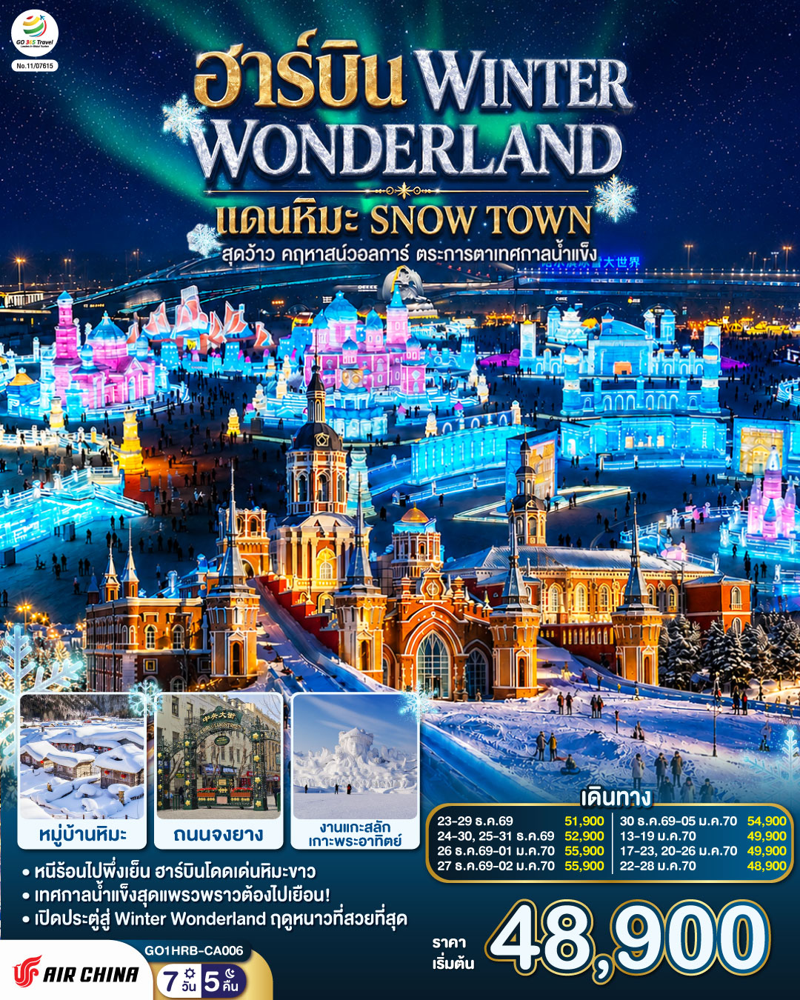 GO 365 Travel
No.11/07615
ฮาร์บิน WINTER
WONDERLAND
แดนหิมะ SNOW TOWN
สุดว้าว คฤหาสน์วอลการ์ ตระการตาเทศกาลน้ำแข็ง
大世界
中央大街
หมู่บ้านหิมะ
ถนนจงยาง
งานแกะสลัก
เกาะพระอาทิตย์
• หนีร้อนไปพึ่งเย็น ฮาร์บินโดดเด่นหิมะขาว
• เทศกาลน้ำแข็งสุดแพรวพราวต้องไปเยือน!
• เปิดประตูสู่ Winter Wonderland ฤดูหนาวที่สวยที่สุด
เดินทาง
23-29 ธ.ค.69 51,900
24-30, 25-31 ธ.ค.69 52,900
26 ธ.ค.69-01 ม.ค.70 55,900
27 ธ.ค.69-02 ม.ค.70 55,900
30 ธ.ค.69-05 ม.ค.70 54,900
13-19 ม.ค.70 49,900
17-23, 20-26 ม.ค.70 49,900
22-28 ม.ค.70 48,900
ราคา
เริ่มต้น
48,900
GO1HRB-CA006
AIR CHINA
7 วัน 5 คืน